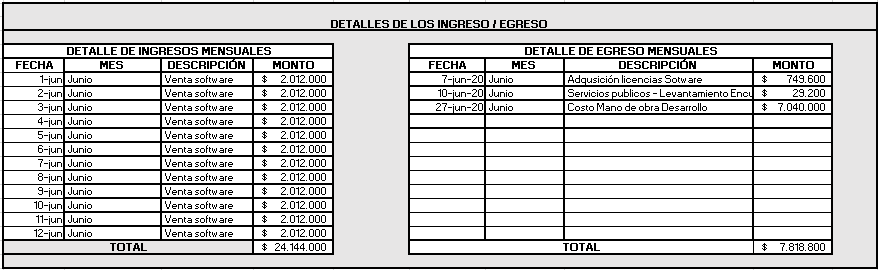 DETALLES DE LOS INGRESO / EGRESO
DETALLE DE INGRESOS MENSUALES
FECHA MES DESCRIPCIÓN MONTO
1-jun Junio Venta software $ 2.012.000
2-jun Junio Venta software $ 2.012.000
3-jun Junio Venta software $ 2.012.000
4-jun Junio Venta software $ 2.012.000
5-jun Junio Venta software $ 2.012.000
6-jun Junio Venta software $ 2.012.000
7-jun Junio Venta software $ 2.012.000
8-jun Junio Venta software $ 2.012.000
9-jun Junio Venta software $ 2.012.000
10-jun Junio Venta software $ 2.012.000
11-jun Junio Venta software $ 2.012.000
12-jun Junio Venta software $ 2.012.000
TOTAL $ 24.144.000
DETALLE DE EGRESO MENSUALES
FECHA MES DESCRIPCIÓN MONTO
7-jun-20 Junio Adqusición licencias Sotware $ 749.600
10-jun-20 Junio Servicios publicos - Levantamiento Encu $ 29.200
27-jun-20 Junio Costo Mano de obra Desarrollo $ 7.040.000
TOTAL $ 7.818.800